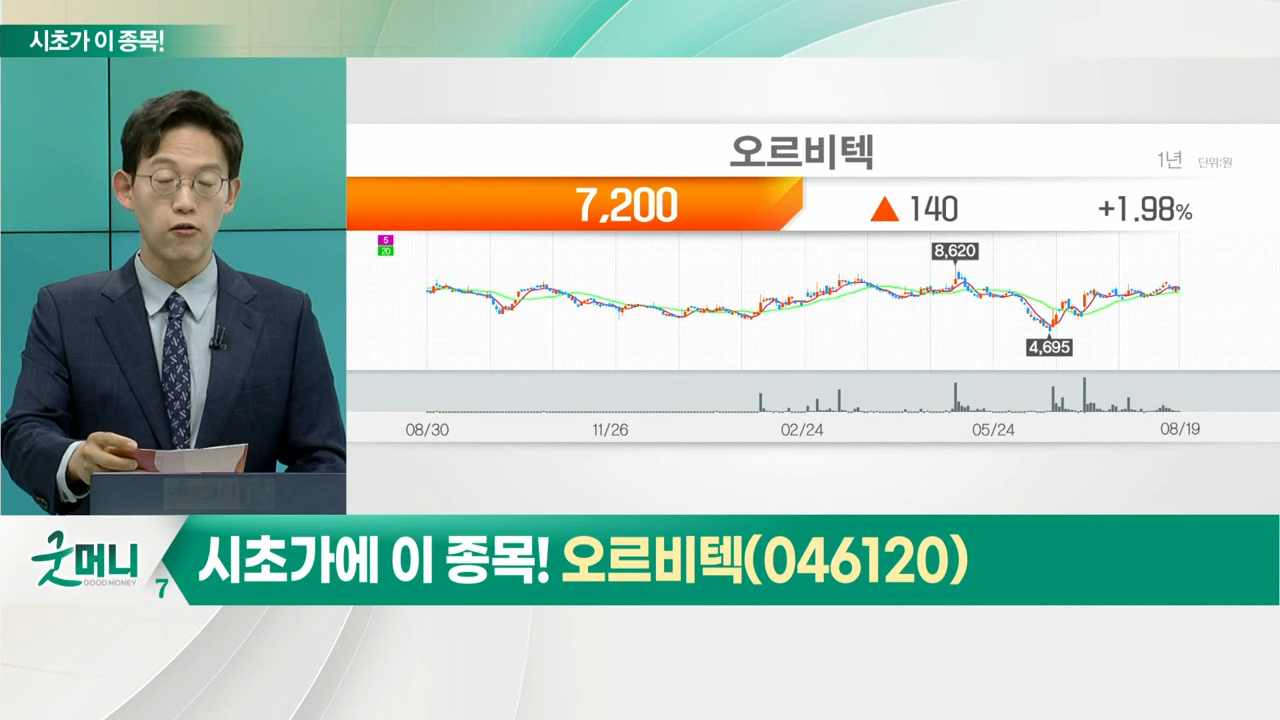 시초가 이 종목!
오르비텍
1년 단위:원
7,200 ▲ 140 +1.98%
5
20
8,620
4,695
08/30 11/26 02/24 05/24 08/19
굿머니
GOOD MONEY
7
시초가에 이 종목! 오르비텍(046120)